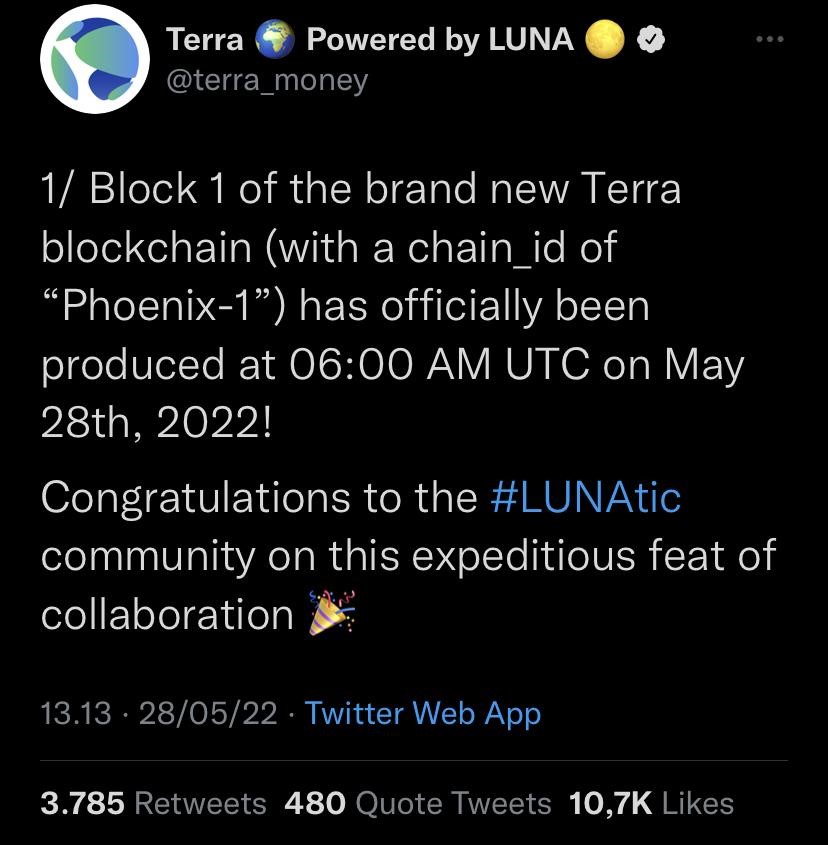 Terra 🌍 Powered by LUNA 🌕
@terra_money
1/ Block 1 of the brand new Terra
blockchain (with a chain_id of
“Phoenix-1”) has officially been
produced at 06:00 AM UTC on May
28th, 2022!
Congratulations to the #LUNAtic
community on this expeditious feat of
collaboration 🎉
13.13 · 28/05/22 · Twitter Web App
3.785 Retweets 480 Quote Tweets 10,7K Likes